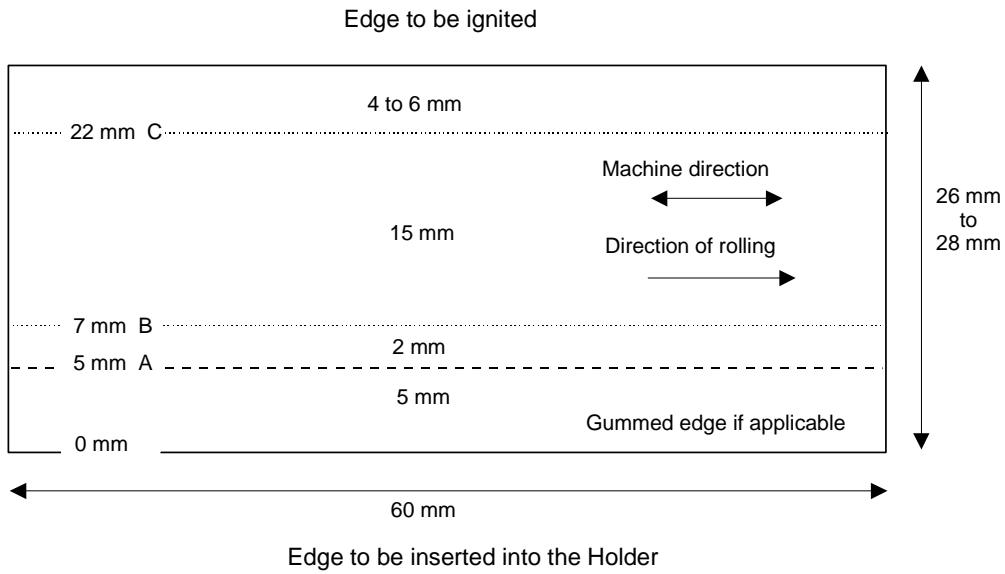 Edge to be ignited
4 to 6 mm
22 mm C
Machine direction
26 mm
to
28 mm
15 mm
Direction of rolling
7 mm B
2 mm
5 mm A
5 mm
Gummed edge if applicable
0 mm
60 mm
Edge to be inserted into the Holder